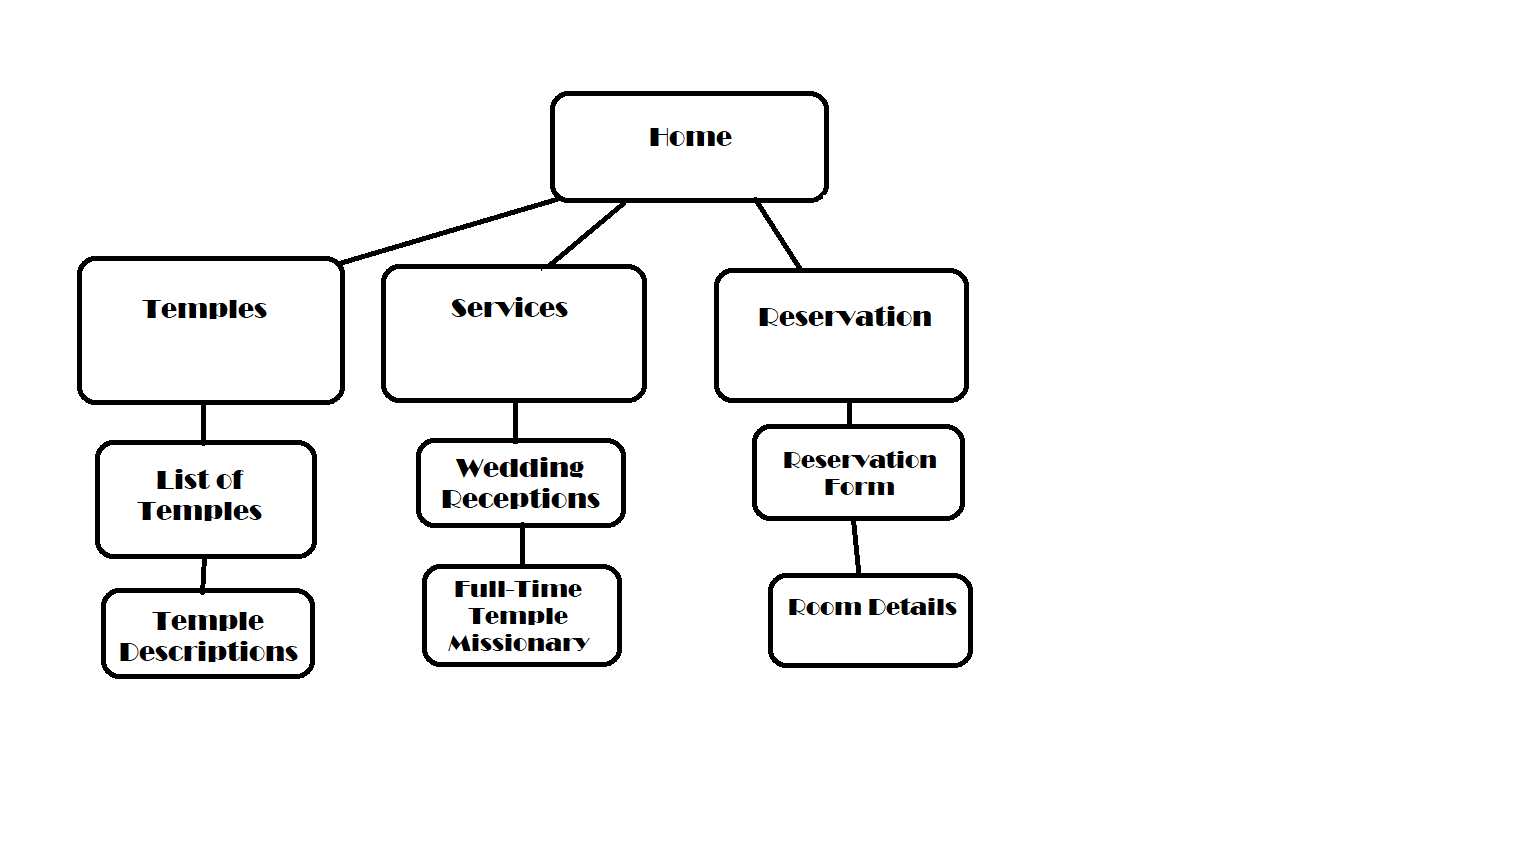 Home
Temples
Services
Reservation
List of
Temples
Wedding
Receptions
Reservation
Form
Temple
Descriptions
Full-Time
Temple
Missionary
Room Details